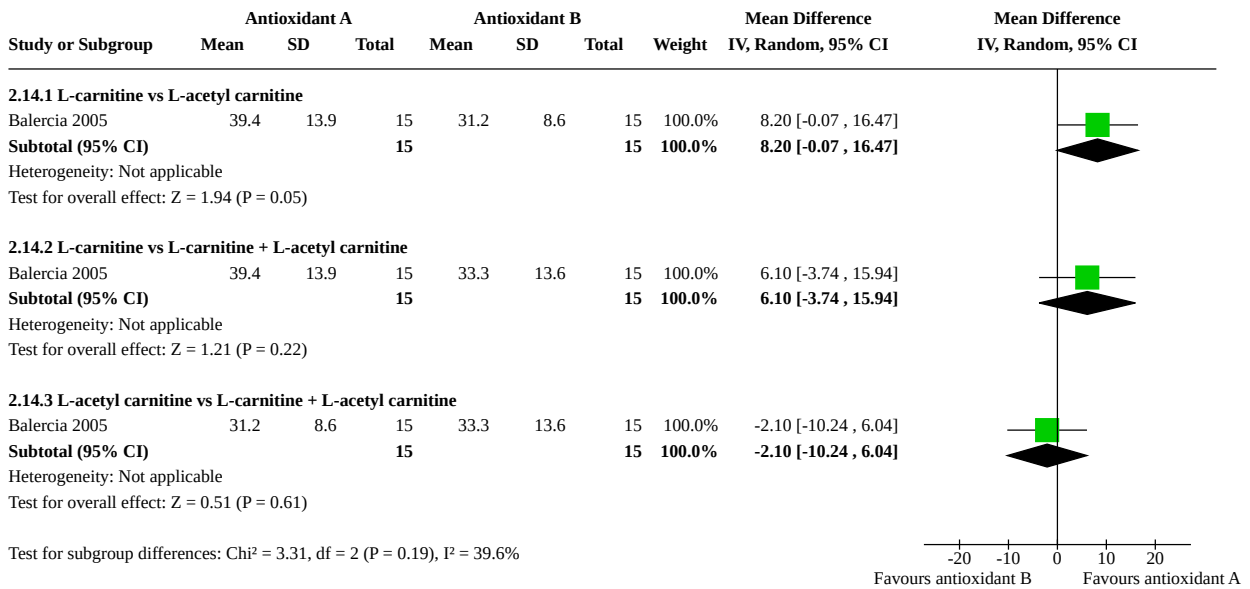 Antioxidant A Antioxidant B Mean Difference Mean Difference
Study or Subgroup Mean SD Total Mean SD Total Weight IV, Random, 95% CI IV, Random, 95% CI
2.14.1 L-carnitine vs L-acetyl carnitine
Balercia 2005 39.4 13.9 15 31.2 8.6 15 100.0% 8.20 [-0.07 , 16.47]
Subtotal (95% CI) 15 15 100.0% 8.20 [-0.07 , 16.47]
Heterogeneity: Not applicable
Test for overall effect: Z = 1.94 (P = 0.05)
2.14.2 L-carnitine vs L-carnitine + L-acetyl carnitine
Balercia 2005 39.4 13.9 15 33.3 13.6 15 100.0% 6.10 [-3.74 , 15.94]
Subtotal (95% CI) 15 15 100.0% 6.10 [-3.74 , 15.94]
Heterogeneity: Not applicable
Test for overall effect: Z = 1.21 (P = 0.22)
2.14.3 L-acetyl carnitine vs L-carnitine + L-acetyl carnitine
Balercia 2005 31.2 8.6 15 33.3 13.6 15 100.0% -2.10 [-10.24 , 6.04]
Subtotal (95% CI) 15 15 100.0% -2.10 [-10.24 , 6.04]
Heterogeneity: Not applicable
Test for overall effect: Z = 0.51 (P = 0.61)
Test for subgroup differences: Chi² = 3.31, df = 2 (P = 0.19), I² = 39.6%
-20 -10 0 10 20
Favours antioxidant B Favours antioxidant A